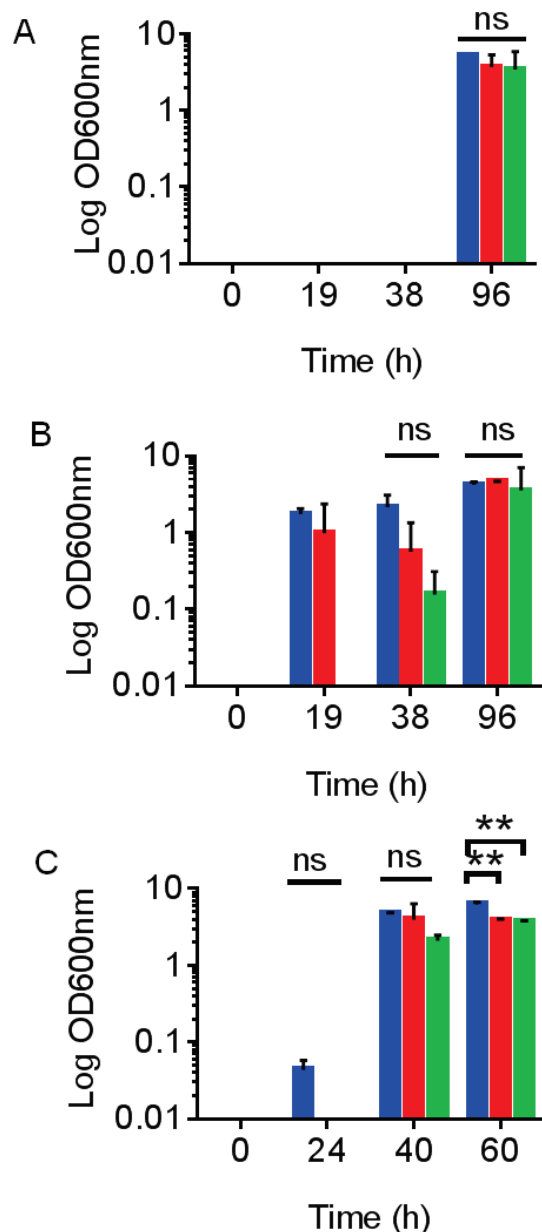 A
ns
Log OD600nm
10
1
0.1
0.01
0 19 38 96
Time (h)
B
ns ns
Log OD600nm
10
1
0.1
0.01
0 19 38 96
Time (h)
C
ns ns ** **
Log OD600nm
10
1
0.1
0.01
0 24 40 60
Time (h)